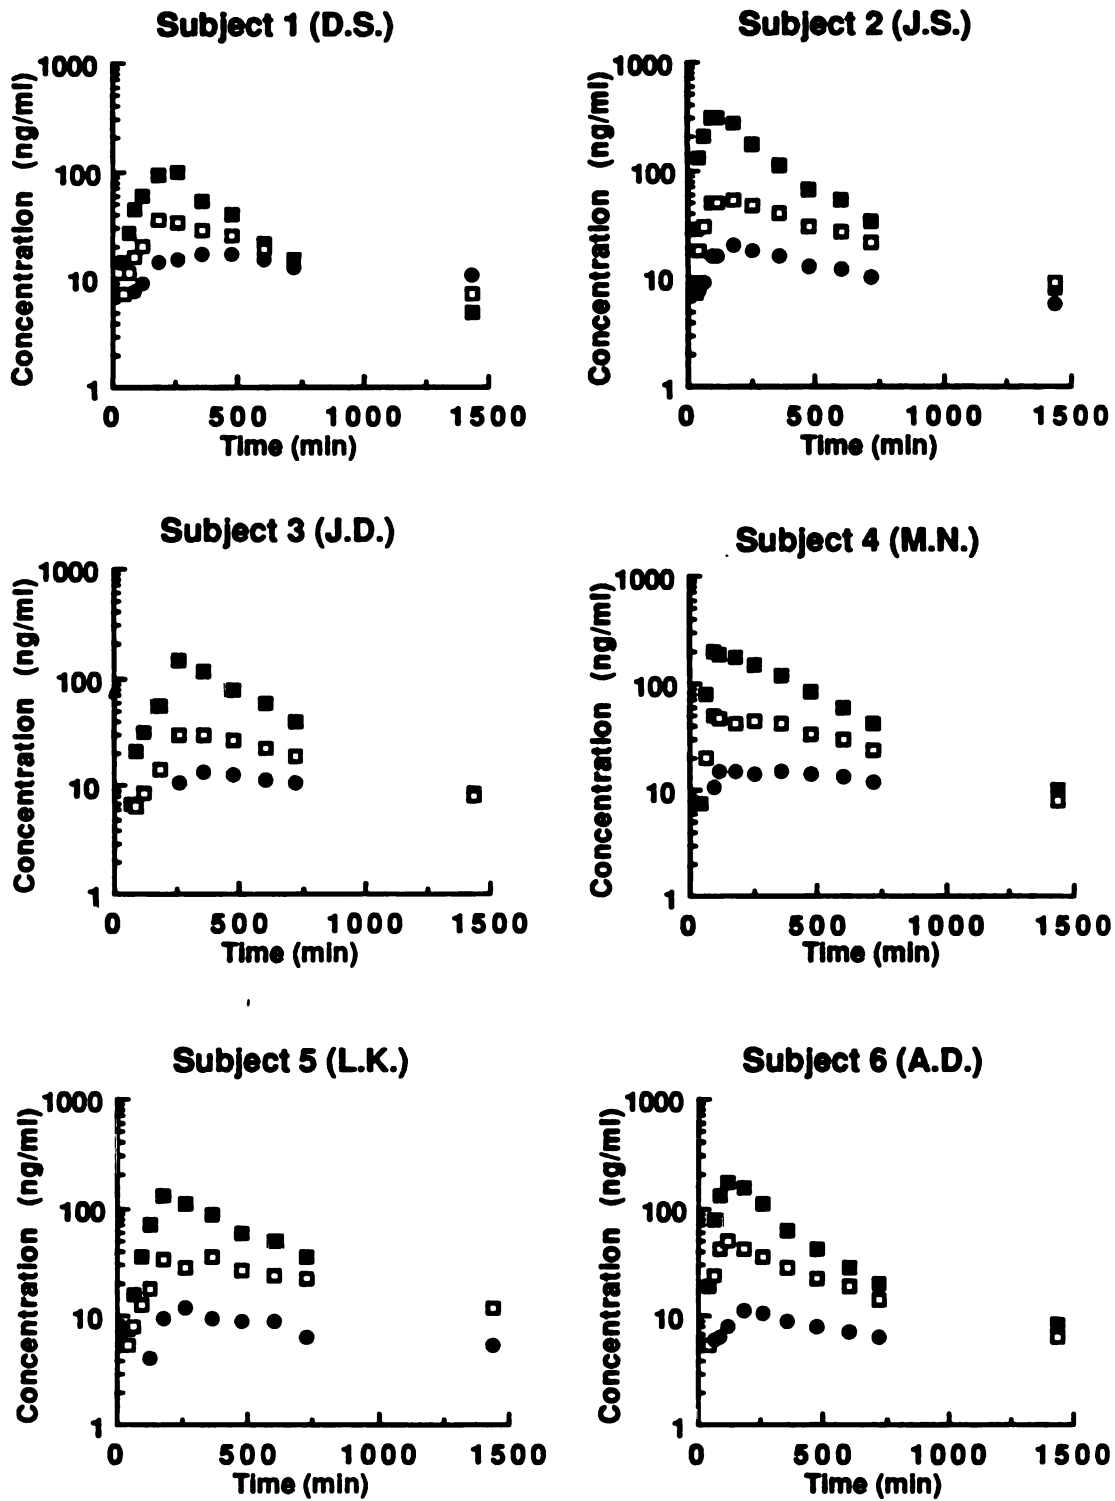 Subject 1 (D.S.)
Concentration (ng/ml)
1000
100
10
1
0 500 1000 1500
Time (min)
Subject 2 (J.S.)
Concentration (ng/ml)
1000
100
10
1
0 500 1000 1500
Time (min)
Subject 3 (J.D.)
Concentration (ng/ml)
1000
100
10
1
0 500 1000 1500
Time (min)
Subject 4 (M.N.)
Concentration (ng/ml)
1000
100
10
1
0 500 1000 1500
Time (min)
Subject 5 (L.K.)
Concentration (ng/ml)
1000
100
10
1
0 500 1000 1500
Time (min)
Subject 6 (A.D.)
Concentration (ng/ml)
1000
100
10
1
0 500 1000 1500
Time (min)